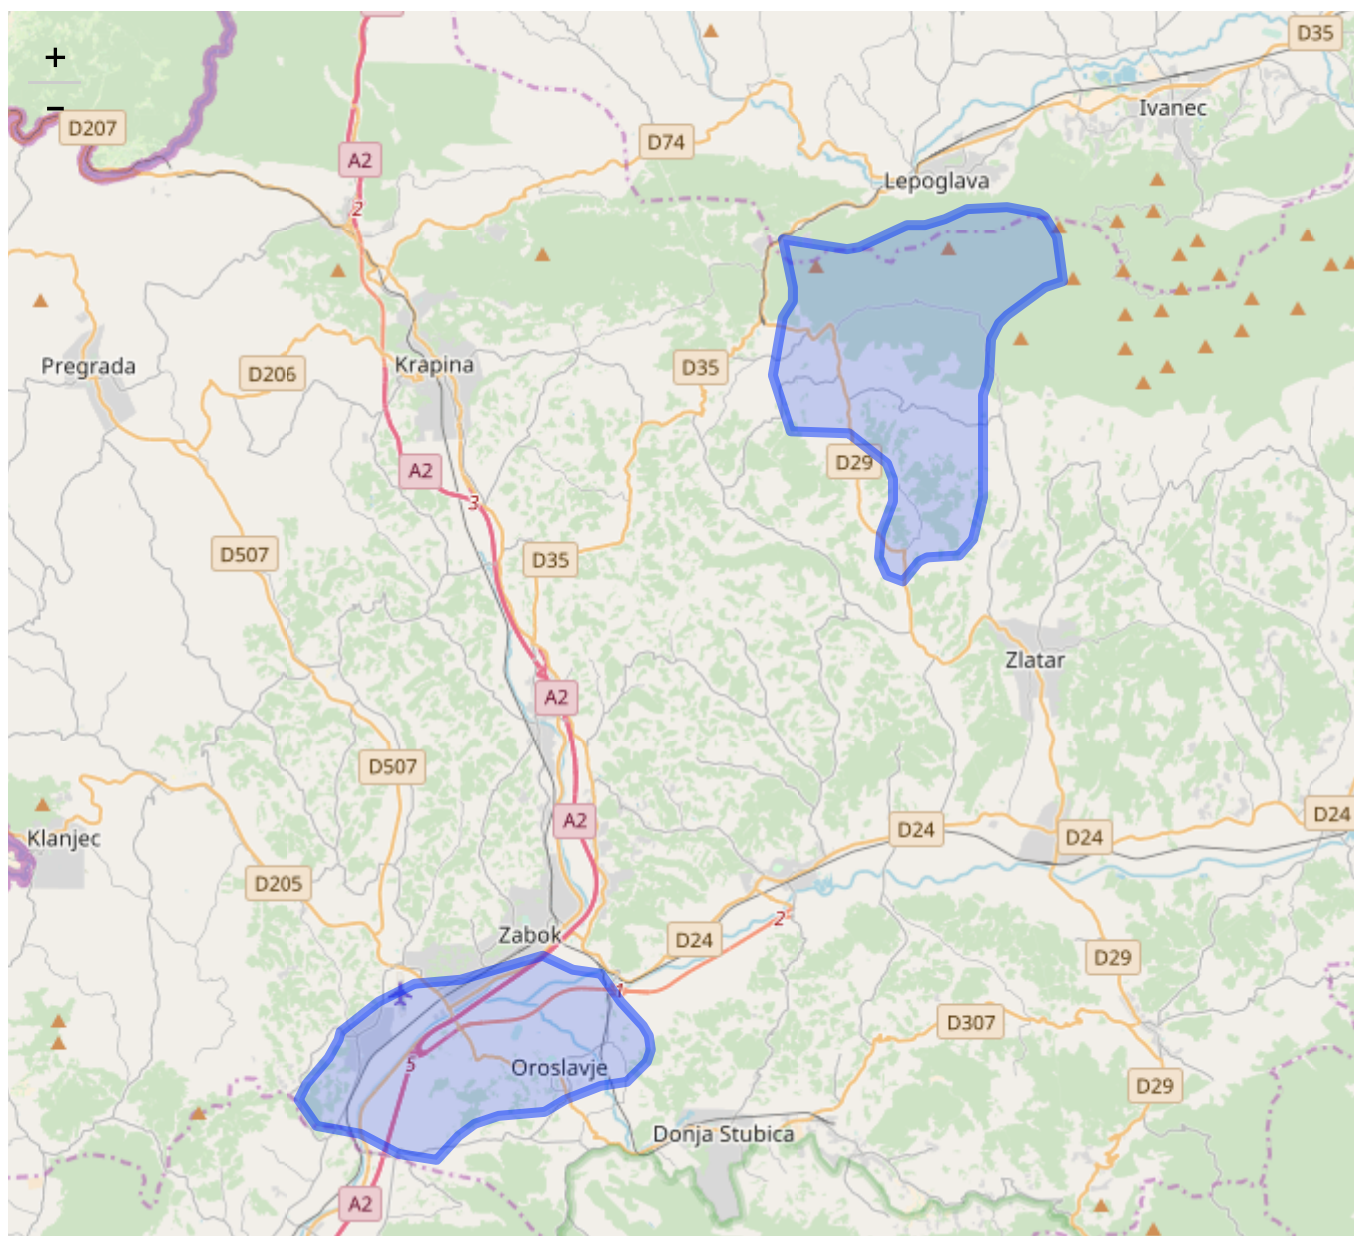 +
D35
−
Ivanec
D207
D74
A2
Lepoglava
2
Pregrada
D206
Krapina
D35
A2
D29
3
D507
D35
Zlatar
A2
D507
A2
D24
D24
D24
Klanjec
D205
2
Zabok
D24
D29
1
D307
5
Oroslavje
D29
Donja Stubica
A2